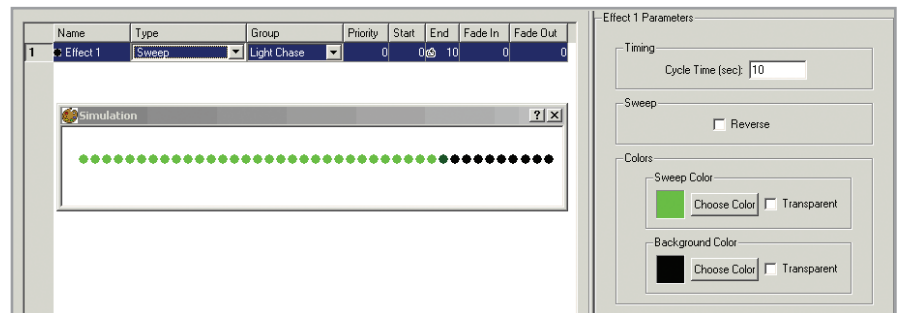 Name Type Group Priority Start End Fade In Fade Out
1 Effect 1 Sweep Light Chase 0 0 10 0 0
Simulation
Effect 1 Parameters
Timing
Cycle Time (sec): 10
Sweep
Reverse
Colors
Sweep Color
Choose Color Transparent
Background Color
Choose Color Transparent